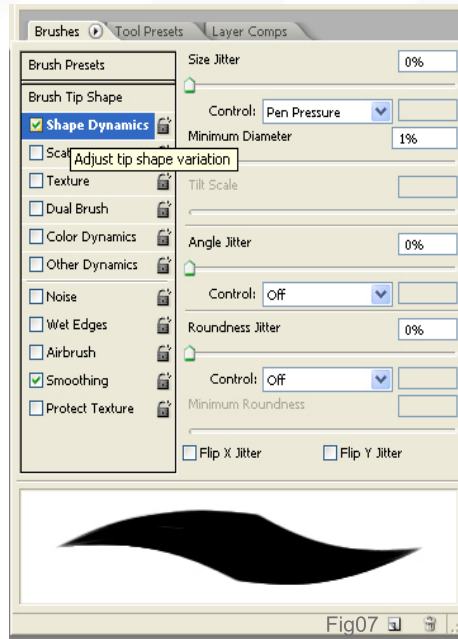 Brushes Tool Presets Layer Comps
Brush Presets
Brush Tip Shape
Shape Dynamics
Scat
Adjust tip shape variation
Texture
Dual Brush
Color Dynamics
Other Dynamics
Noise
Wet Edges
Airbrush
Smoothing
Protect Texture
Size Jitter 0%
Control: Pen Pressure
Minimum Diameter 1%
Tilt Scale
Angle Jitter 0%
Control: Off
Roundness Jitter 0%
Control: Off
Minimum Roundness
Flip X Jitter Flip Y Jitter
Fig07